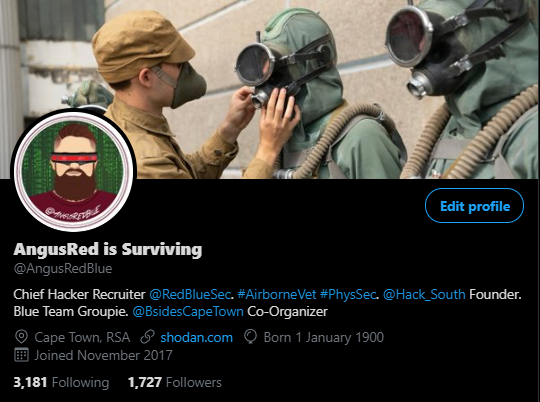 @ANGUSREDBLUE
Edit profile
AngusRed is Surviving
@AngusRedBlue
Chief Hacker Recruiter @RedBlueSec. #AirborneVet #PhysSec. @Hack_South Founder.
Blue Team Groupie. @BsidesCapeTown Co-Organizer
Cape Town, RSA shodan.com Born 1 January 1900
Joined November 2017
3,181 Following 1,727 Followers